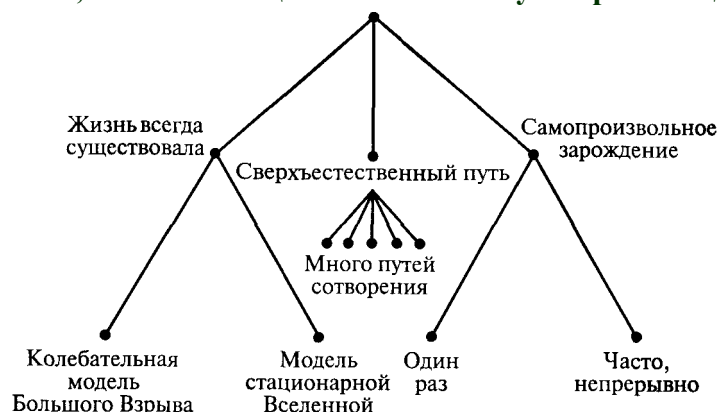 Жизнь всегда
существовала
Самопроизвольное
зарождение
Сверхъестественный путь
Много путей
сотворения
Колебательная
модель
Большого Взрыва
Модель
стационарной
Вселенной
Один
раз
Часто,
непрерывно